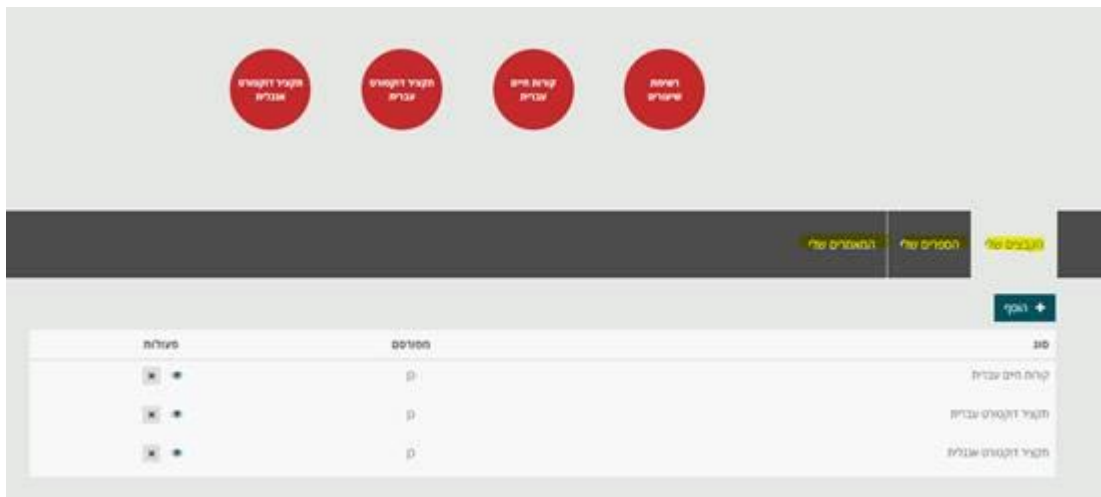 רשימת
שיעורים
קורות חיים
עברית
תקציר דוקטורט
עברית
תקציר דוקטורט
אנגלית
הקבצים שלי
הספרים שלי
המאמרים שלי
+ הוסף
סוג מפורסם פעולות
קורות חיים עברית כן
תקציר דוקטורט עברית כן
תקציר דוקטורט אנגלית כן